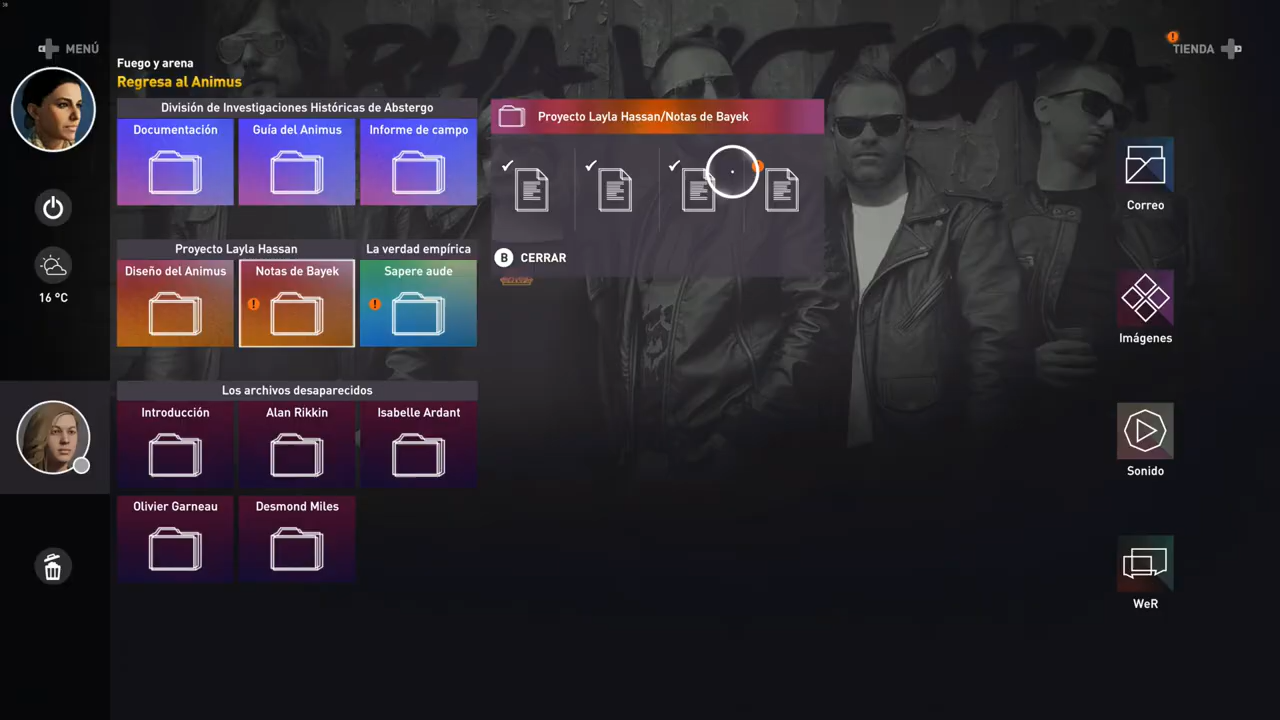 MENÚ
TIENDA
Fuego y arena
Regresa al Animus
División de Investigaciones Históricas de Abstergo
Documentación
Guía del Animus
Informe de campo
Proyecto Layla Hassan/Notas de Bayek
B CERRAR
Proyecto Layla Hassan
La verdad empírica
Diseño del Animus
Notas de Bayek
Sapere aude
16 °C
Los archivos desaparecidos
Introducción
Alan Rikkin
Isabelle Ardant
Olivier Garneau
Desmond Miles
Correo
Imágenes
Sonido
WeR